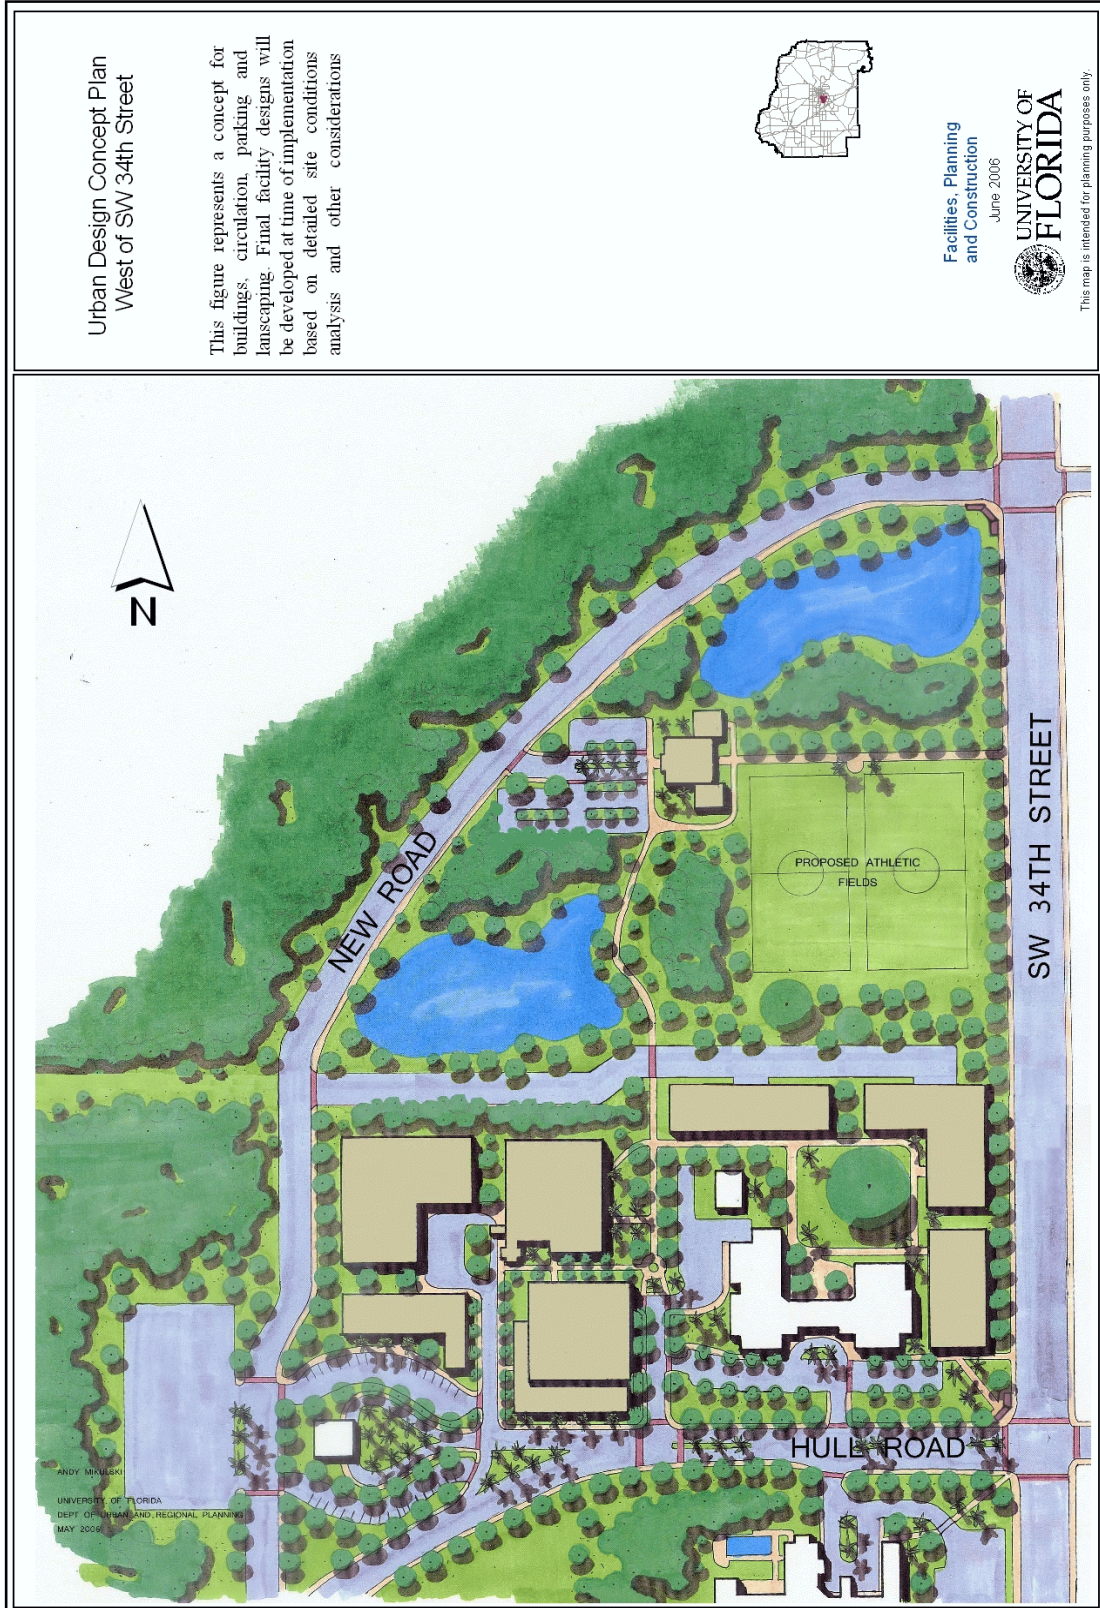 Urban Design Concept Plan
West of SW 34th Street
This figure represents a concept for
buildings, circulation, parking and
lanscaping. Final facility designs will
be developed at time of implementation
based on detailed site conditions
analysis and other considerations
Facilities, Planning
and Construction
June 2006
UNIVERSITY OF
FLORIDA
This map is intended for planning purposes only.
N
NEW ROAD
PROPOSED ATHLETIC
FIELDS
SW 34TH STREET
HULL ROAD
ANDY MIKULSKI
UNIVERSITY OF FLORIDA
DEPT OF URBAN AND REGIONAL PLANNING
MAY 2006